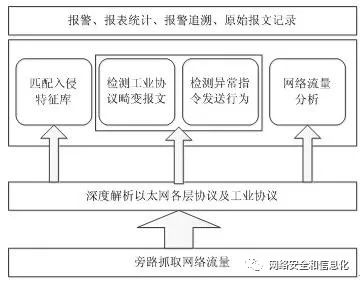 报警、报表统计、报警追溯、原始报文记录
匹配入侵
特征库
检测工业协
议畸变报文
检测异常指
令发送行为
网络流量
分析
深度解析以太网各层协议及工业协议
旁路抓取网络流量
网络安全和信息化